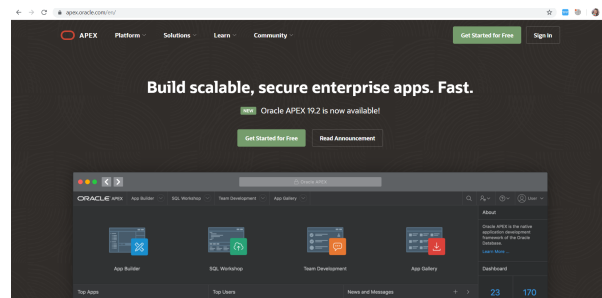 apex.oracle.com/en/
APEX Platform Solutions Learn Community Get Started for Free Sign In
Build scalable, secure enterprise apps. Fast.
NEW Oracle APEX 19.2 is now available!
Get Started for Free Read Announcement
Oracle APEX
ORACLE APEX App Builder SQL Workshop Team Development App Gallery User
About
Oracle APEX is the native
application development
framework of the Oracle
Database.
Learn More...
App Builder SQL Workshop Team Development App Gallery Dashboard
Top Apps Top Users News and Messages
23 170